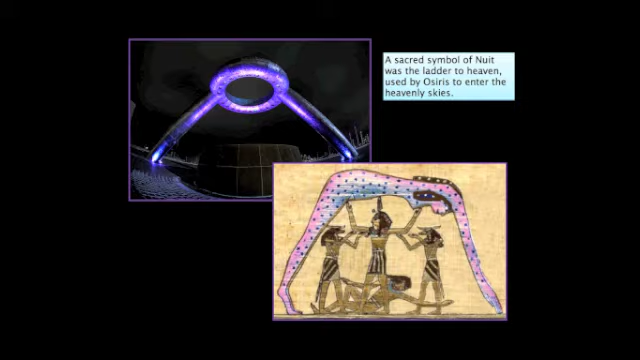 A sacred symbol of Nuit
was the ladder to heaven,
used by Osiris to enter the
heavenly skies.